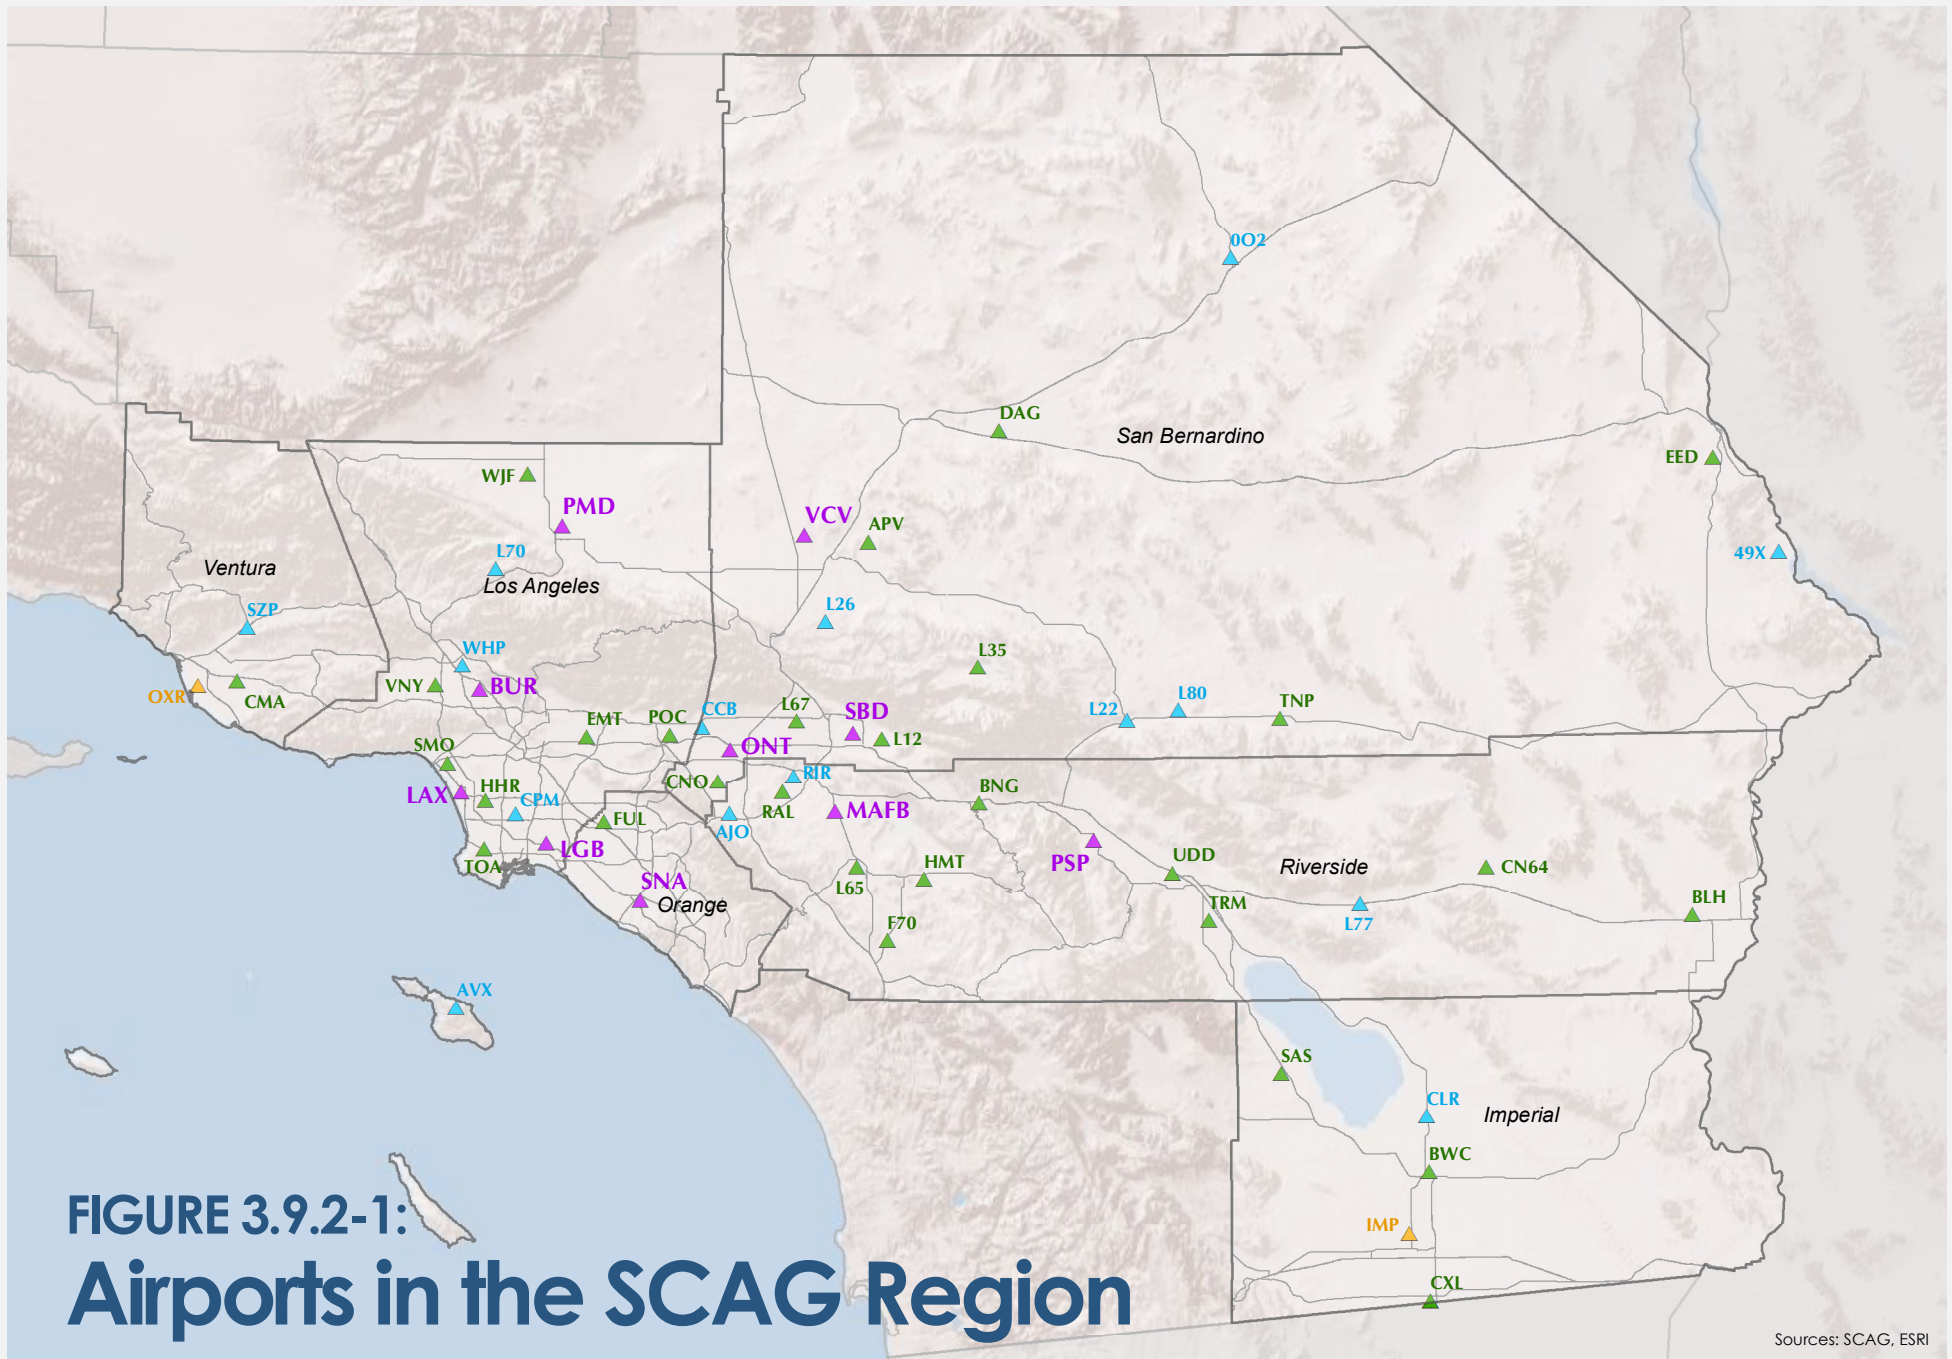 0O2
DAG
San Bernardino
EED
WJF
PMD
VCV
APV
49X
L70
Los Angeles
Ventura
SZP
L26
WHP
L35
OXR
CMA
VNY
BUR
L22
L80
TNP
EMT
POC
CCB
L67
SBD
L12
SMO
ONT
LAX
HHR
CPM
CNO
RIR
RAL
MAFB
BNG
FUL
AJO
TOA
LGB
PSP
UDD
Riverside
CN64
L65
HMT
SNA
Orange
TRM
L77
BLH
F70
AVX
SAS
CLR
Imperial
BWC
IMP
CXL
FIGURE 3.9.2-1:
Airports in the SCAG Region
Sources: SCAG, ESRI